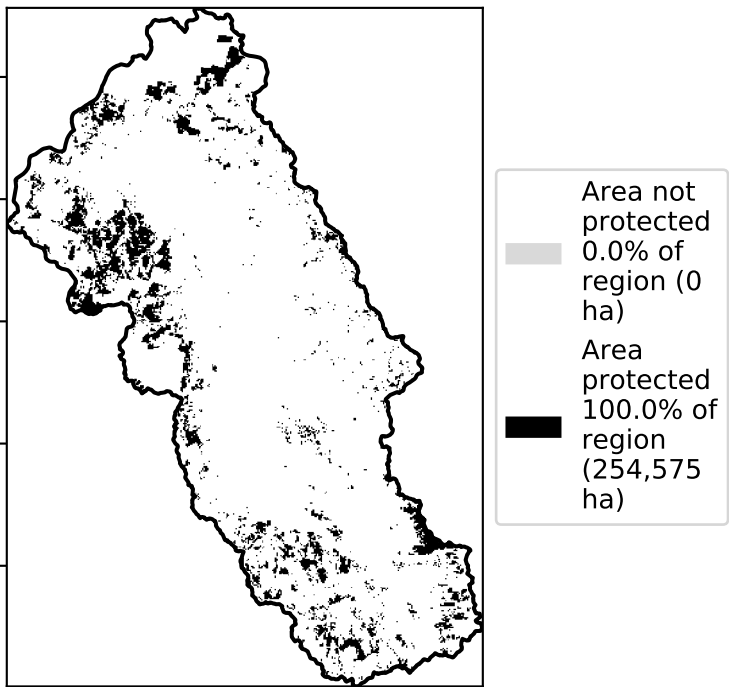 Area not
protected
0.0% of
region (0
ha)
Area
protected
100.0% of
region
(254,575
ha)